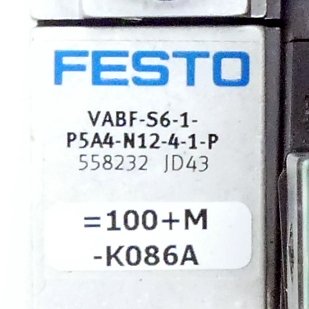 FESTO
VABF-S6-1-
P5A4-N12-4-1-P
558232 JD43
=100+M
-K086A